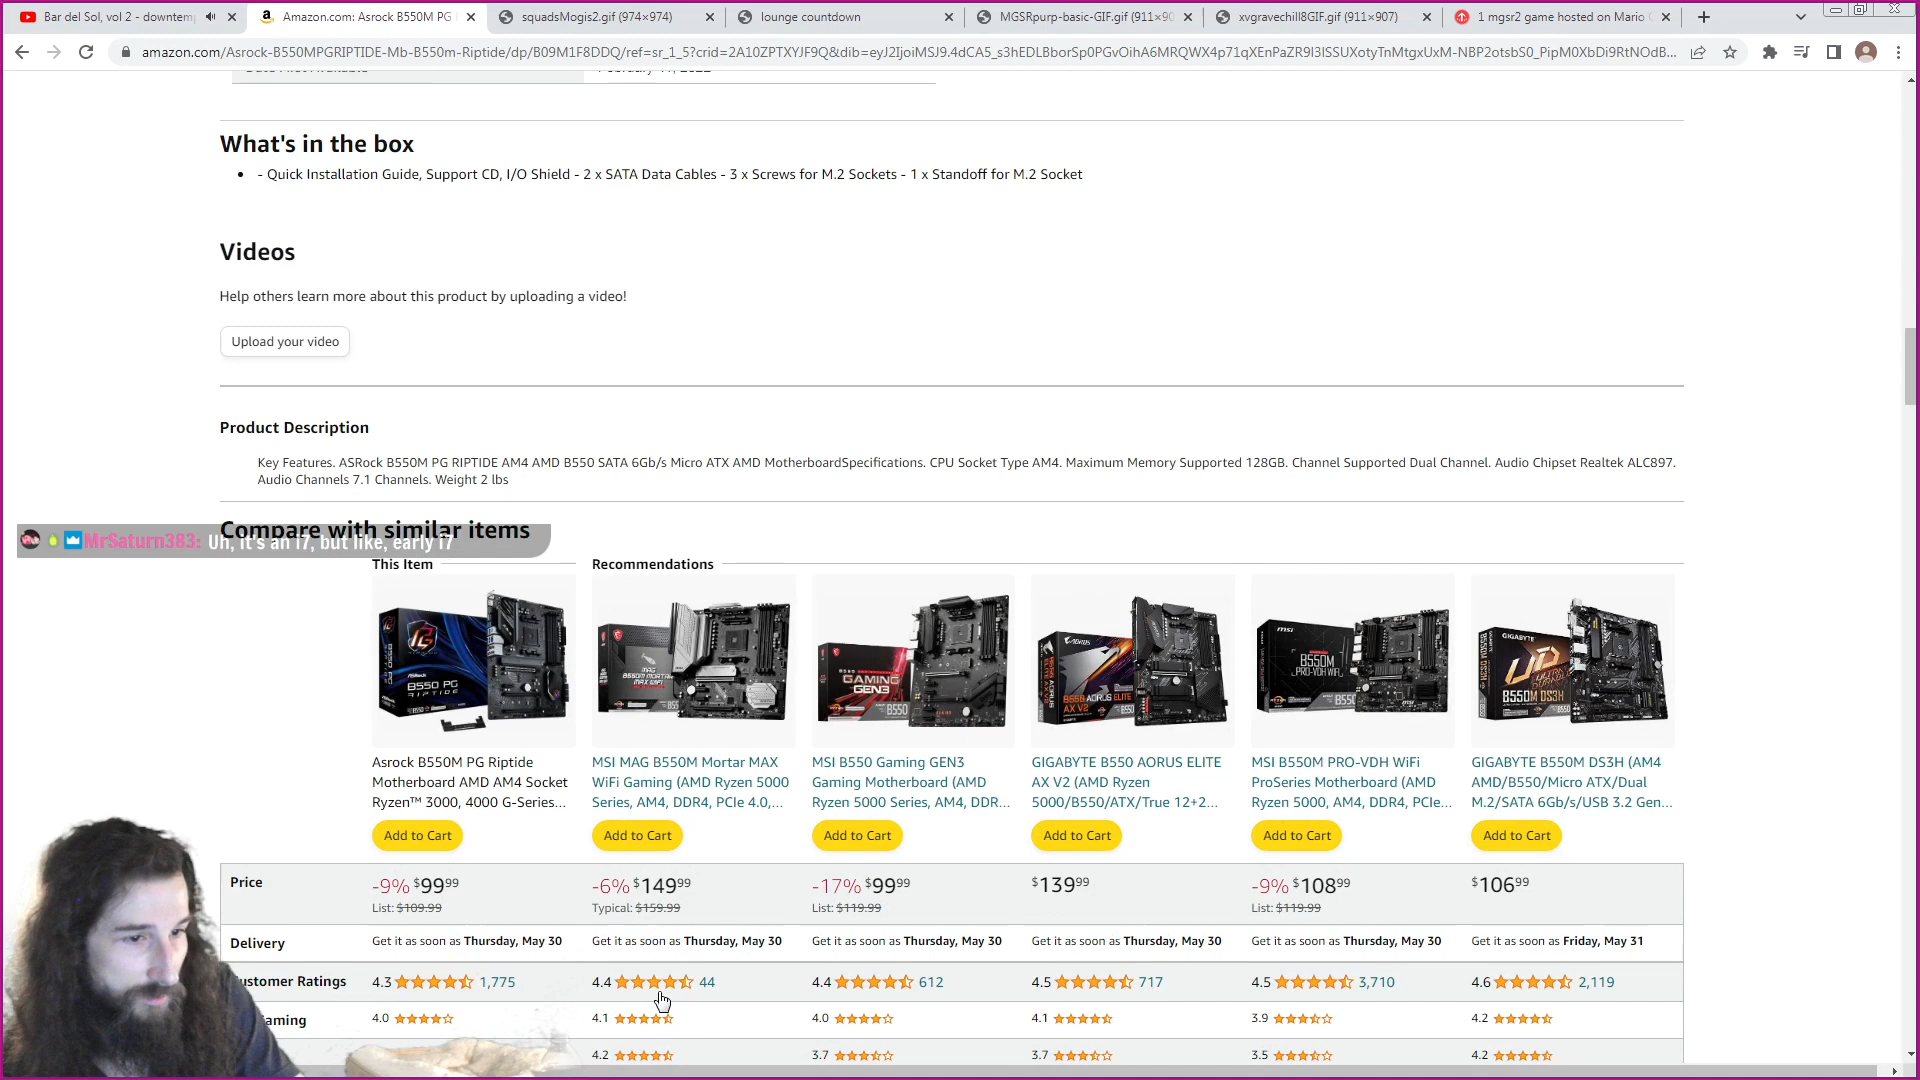 Bar del Sol, vol 2 - downtemp
Amazon.com: Asrock B550M PG
squadsMogis2.gif (974×974)
lounge countdown
MGSRpurp-basic-GIF.gif (911×90
xvgravechill8GIF.gif (911×907)
1 mgsr2 game hosted on Mario
amazon.com/Asrock-B550MPGRIPTIDE-Mb-B550m-Riptide/dp/B09M1F8DDQ/ref=sr_1_5?crid=2A10ZPTXYJF9Q&dib=eyJ2IjoiMSJ9.4dCA5_s3hEDLBborSp0PGvOihA6MRQWX4p71qXEnPaZR9I3lSSUXotyTnMtgxUxM-NBP2otsbS0_PipM0XbDi9RtNOdB...
What's in the box
- Quick Installation Guide, Support CD, I/O Shield - 2 x SATA Data Cables - 3 x Screws for M.2 Sockets - 1 x Standoff for M.2 Socket
Videos
Help others learn more about this product by uploading a video!
Upload your video
Product Description
Key Features. ASRock B550M PG RIPTIDE AM4 AMD B550 SATA 6Gb/s Micro ATX AMD MotherboardSpecifications. CPU Socket Type AM4. Maximum Memory Supported 128GB. Channel Supported Dual Channel. Audio Chipset Realtek ALC897.
Audio Channels 7.1 Channels. Weight 2 lbs
Compare with similar items
MrSaturn383: Uh, it's an i7, but like, early i7
This Item
Recommendations
Asrock B550M PG Riptide
Motherboard AMD AM4 Socket
Ryzen™ 3000, 4000 G-Series...
MSI MAG B550M Mortar MAX
WiFi Gaming (AMD Ryzen 5000
Series, AM4, DDR4, PCIe 4.0,...
MSI B550 Gaming GEN3
Gaming Motherboard (AMD
Ryzen 5000 Series, AM4, DDR...
GIGABYTE B550 AORUS ELITE
AX V2 (AMD Ryzen
5000/B550/ATX/True 12+2...
MSI B550M PRO-VDH WiFi
ProSeries Motherboard (AMD
Ryzen 5000, AM4, DDR4, PCIe...
GIGABYTE B550M DS3H (AM4
AMD/B550/Micro ATX/Dual
M.2/SATA 6Gb/s/USB 3.2 Gen...
Add to Cart
Add to Cart
Add to Cart
Add to Cart
Add to Cart
Add to Cart
Price
-9% $99.99
List: $109.99
-6% $149.99
Typical: $159.99
-17% $99.99
List: $119.99
$139.99
-9% $108.99
List: $119.99
$106.99
Delivery
Get it as soon as Thursday, May 30
Get it as soon as Thursday, May 30
Get it as soon as Thursday, May 30
Get it as soon as Thursday, May 30
Get it as soon as Thursday, May 30
Get it as soon as Friday, May 31
ustomer Ratings
4.3 1,775
4.4 44
4.4 612
4.5 717
4.5 3,710
4.6 2,119
aming
4.0
4.1
4.0
4.1
3.9
4.2
4.2
3.7
3.7
3.5
4.2